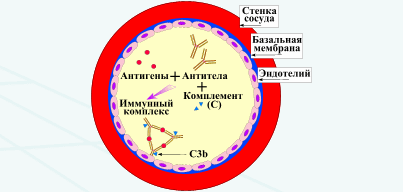 Стенка
сосуда
Базальная
мембрана
Эндотелий
Антигены + Антитела
+
Комплемент
(C)
Иммунный
комплекс
C3b